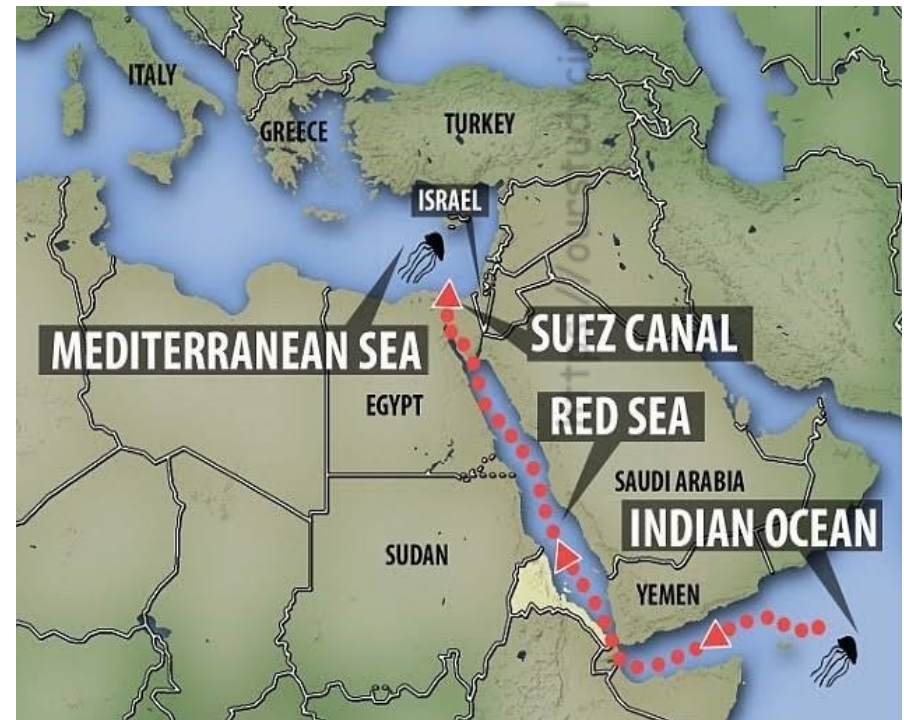 ITALY
GREECE
TURKEY
ISRAEL
MEDITERRANEAN SEA
SUEZ CANAL
EGYPT
RED SEA
SAUDI ARABIA
INDIAN OCEAN
SUDAN
YEMEN